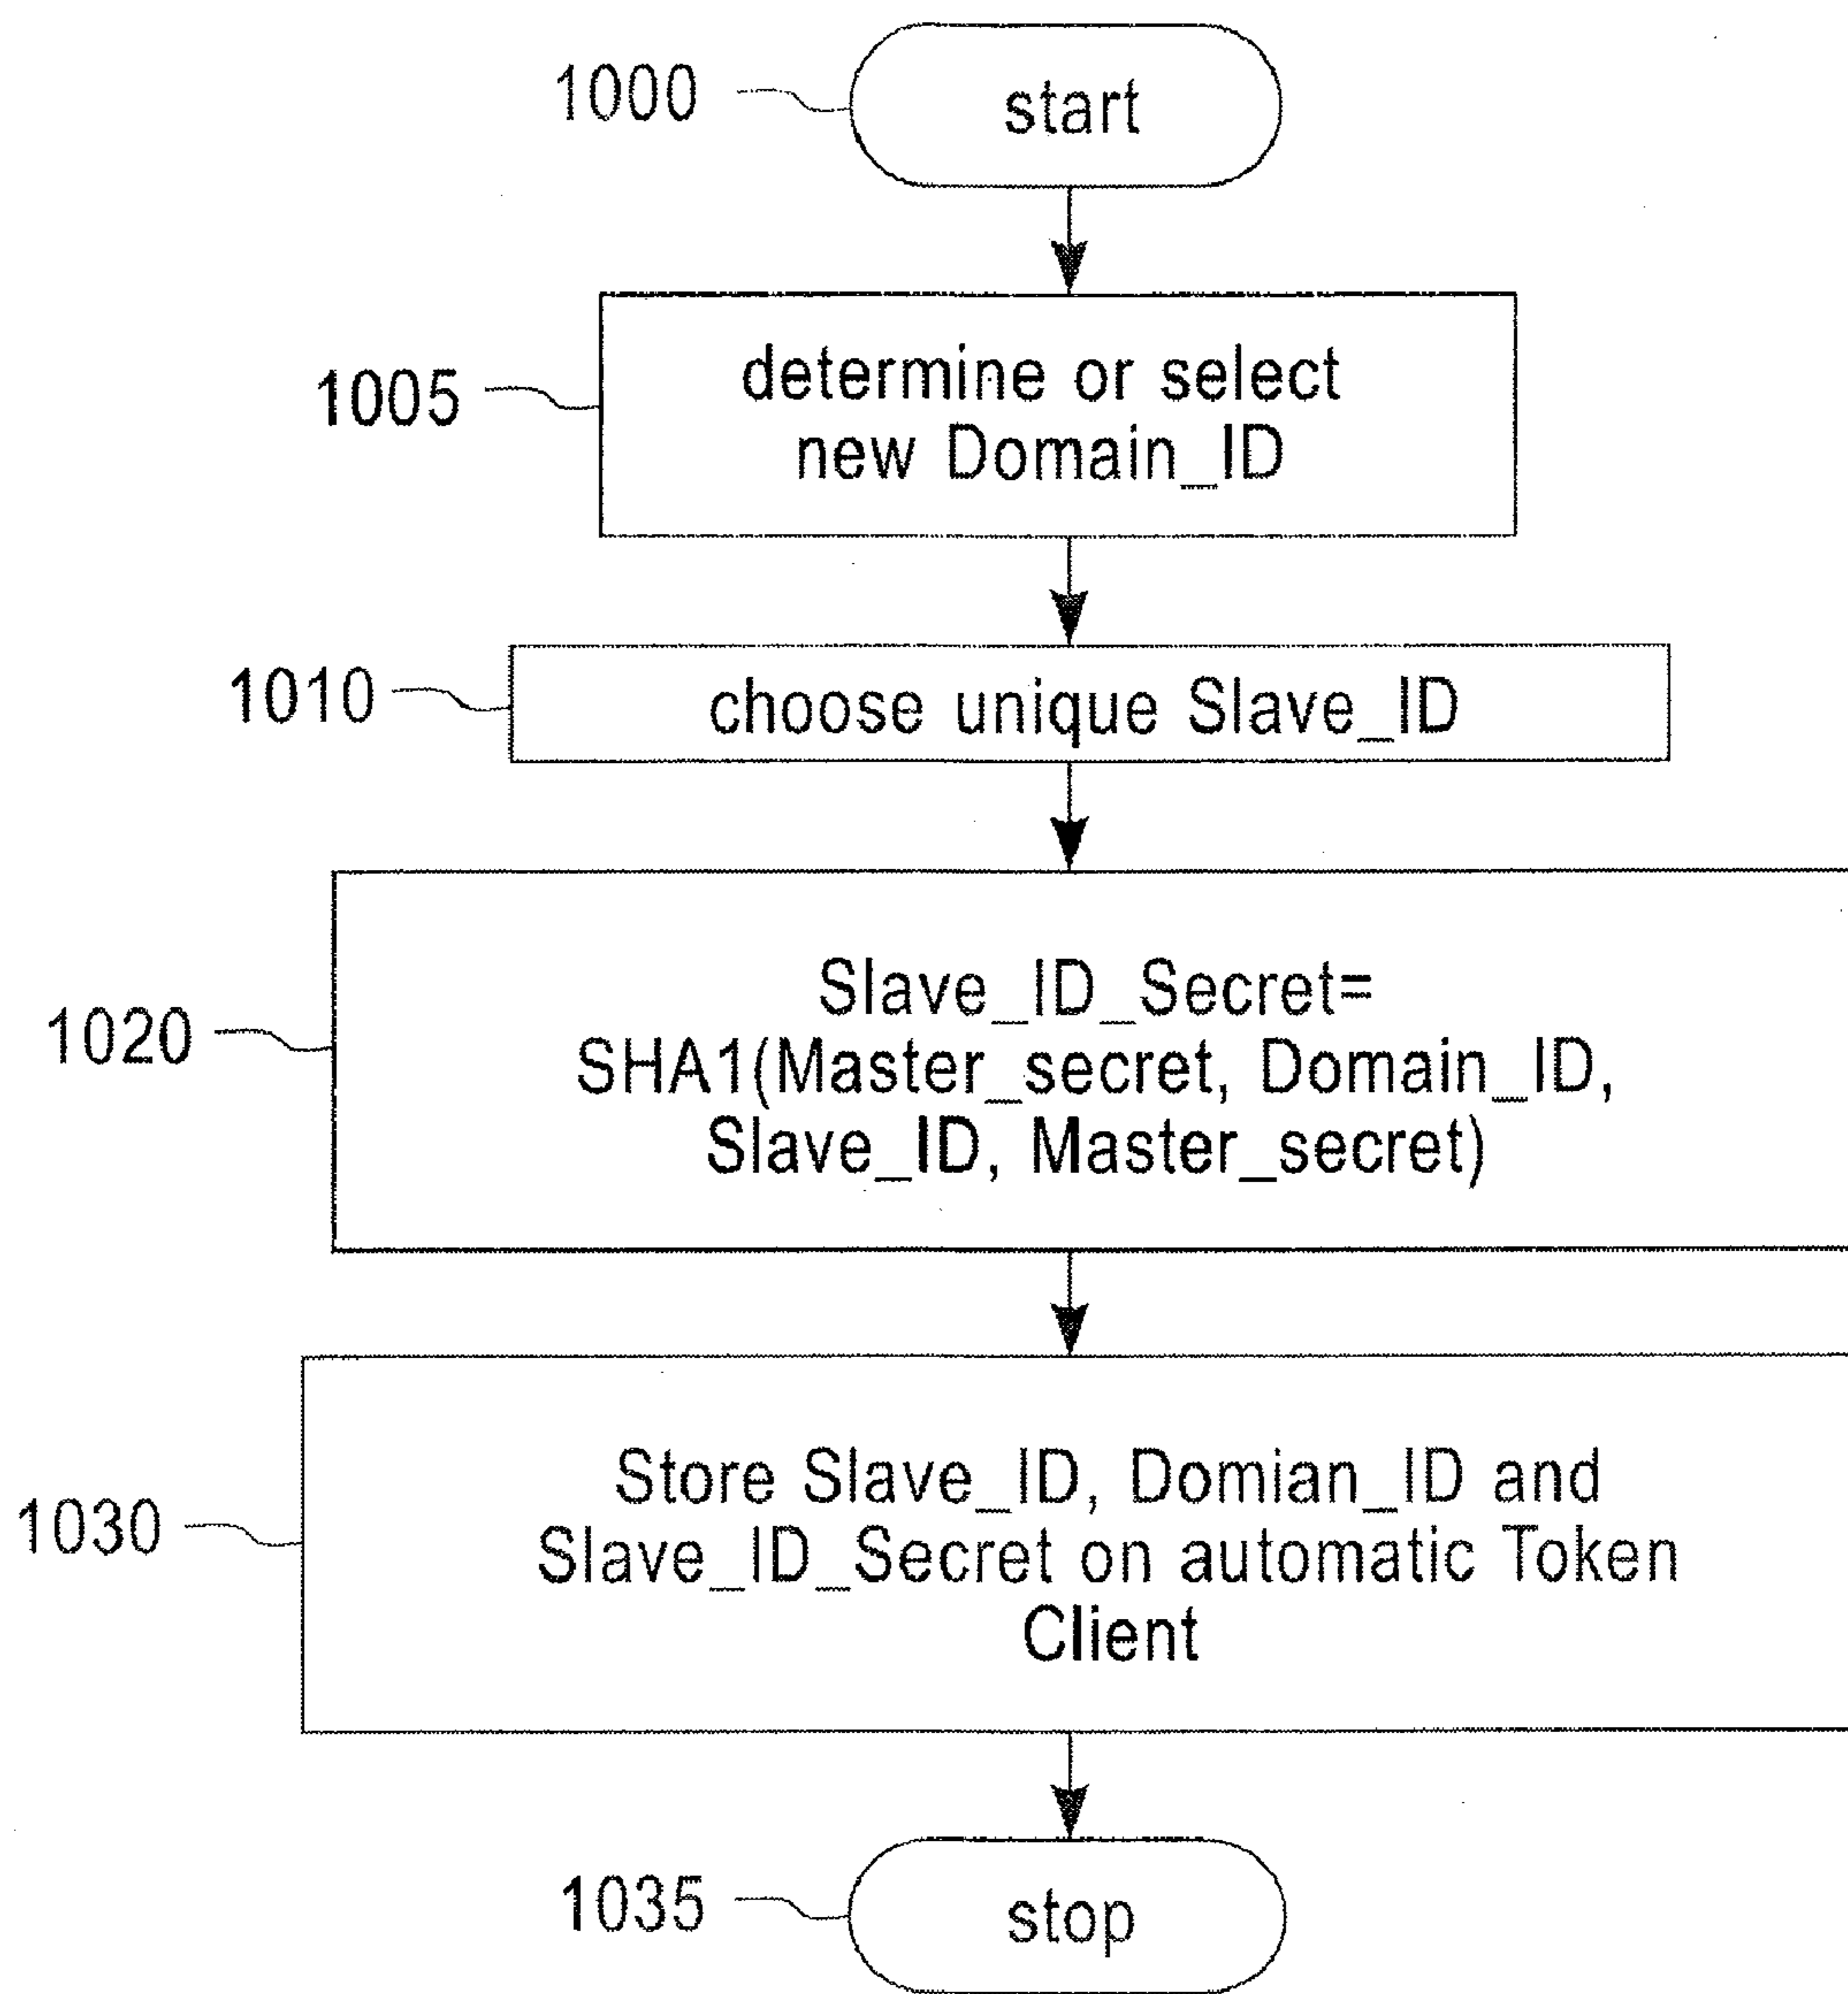 1000
start
1005
determine or select
new Domain_ID
1010
choose unique Slave_ID
1020
Slave_ID_Secret=
SHA1(Master_secret, Domain_ID,
Slave_ID, Master_secret)
1030
Store Slave_ID, Domian_ID and
Slave_ID_Secret on automatic Token
Client
1035
stop